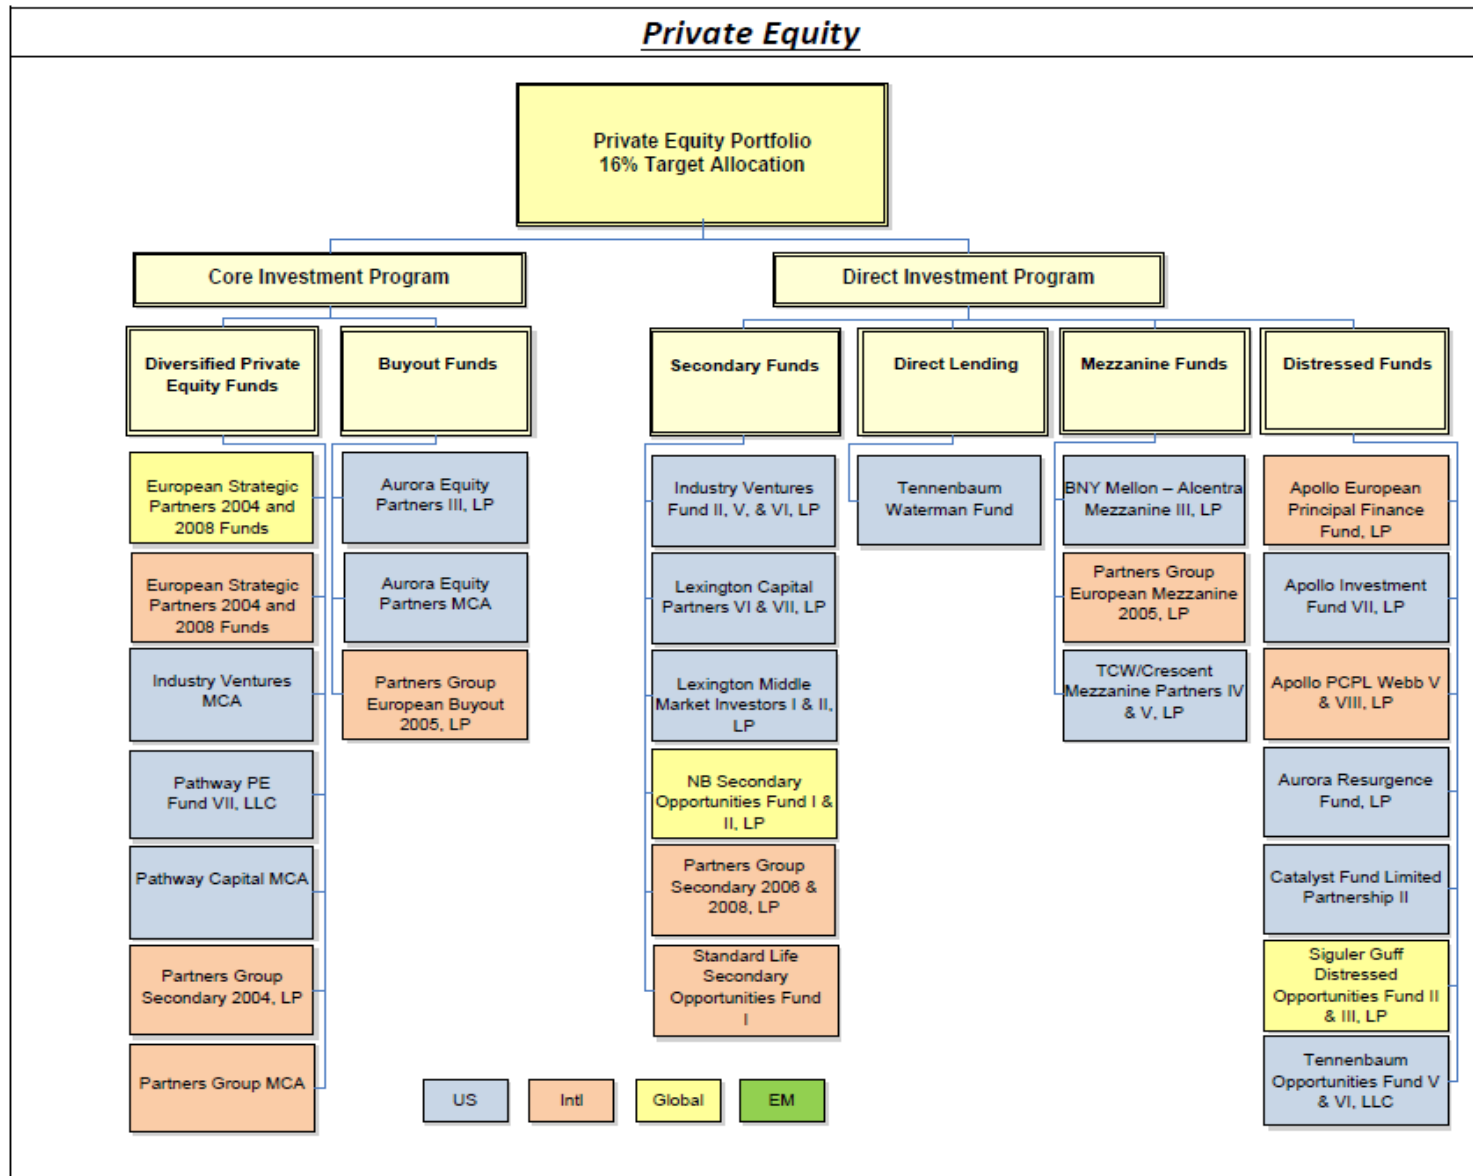 Private Equity
Private Equity Portfolio
16% Target Allocation
Core Investment Program
Direct Investment Program
Diversified Private
Equity Funds
Buyout Funds
Secondary Funds
Direct Lending
Mezzanine Funds
Distressed Funds
European Strategic
Partners 2004 and
2008 Funds
European Strategic
Partners 2004 and
2008 Funds
Industry Ventures
MCA
Pathway PE
Fund VII, LLC
Pathway Capital MCA
Partners Group
Secondary 2004, LP
Partners Group MCA
Aurora Equity
Partners III, LP
Aurora Equity
Partners MCA
Partners Group
European Buyout
2005, LP
Industry Ventures
Fund II, V, & VI, LP
Lexington Capital
Partners VI & VII, LP
Lexington Middle
Market Investors I & II,
LP
NB Secondary
Opportunities Fund I &
II, LP
Partners Group
Secondary 2006 &
2008, LP
Standard Life
Secondary
Opportunities Fund
I
Tennenbaum
Waterman Fund
BNY Mellon – Alcentra
Mezzanine III, LP
Partners Group
European Mezzanine
2005, LP
TCW/Crescent
Mezzanine Partners IV
& V, LP
Apollo European
Principal Finance
Fund, LP
Apollo Investment
Fund VII, LP
Apollo PCPL Webb V
& VIII, LP
Aurora Resurgence
Fund, LP
Catalyst Fund Limited
Partnership II
Siguler Guff
Distressed
Opportunities Fund II
& III, LP
Tennenbaum
Opportunities Fund V
& VI, LLC
US
Intl
Global
EM